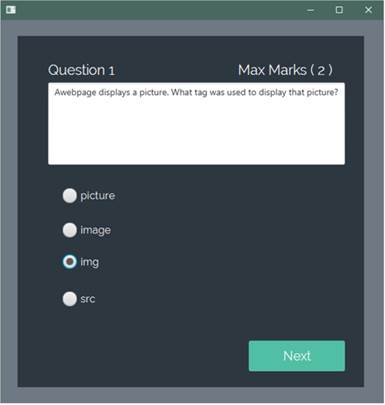 Question 1 Max Marks ( 2 )
Awebpage displays a picture. What tag was used to display that picture?
picture
image
img
src
Next